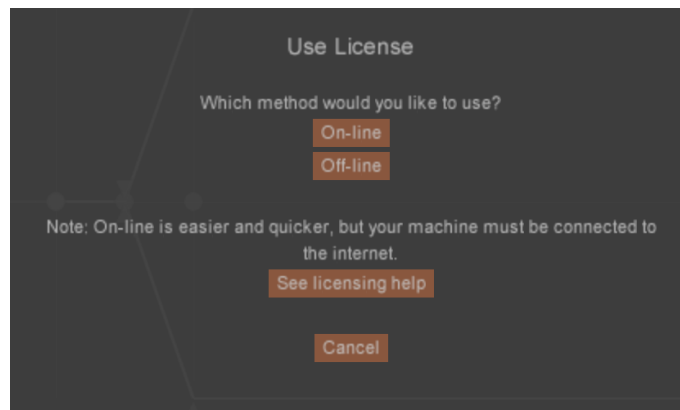 Use License
Which method would you like to use?
On-line
Off-line
Note: On-line is easier and quicker, but your machine must be connected to
the internet.
See licensing help
Cancel